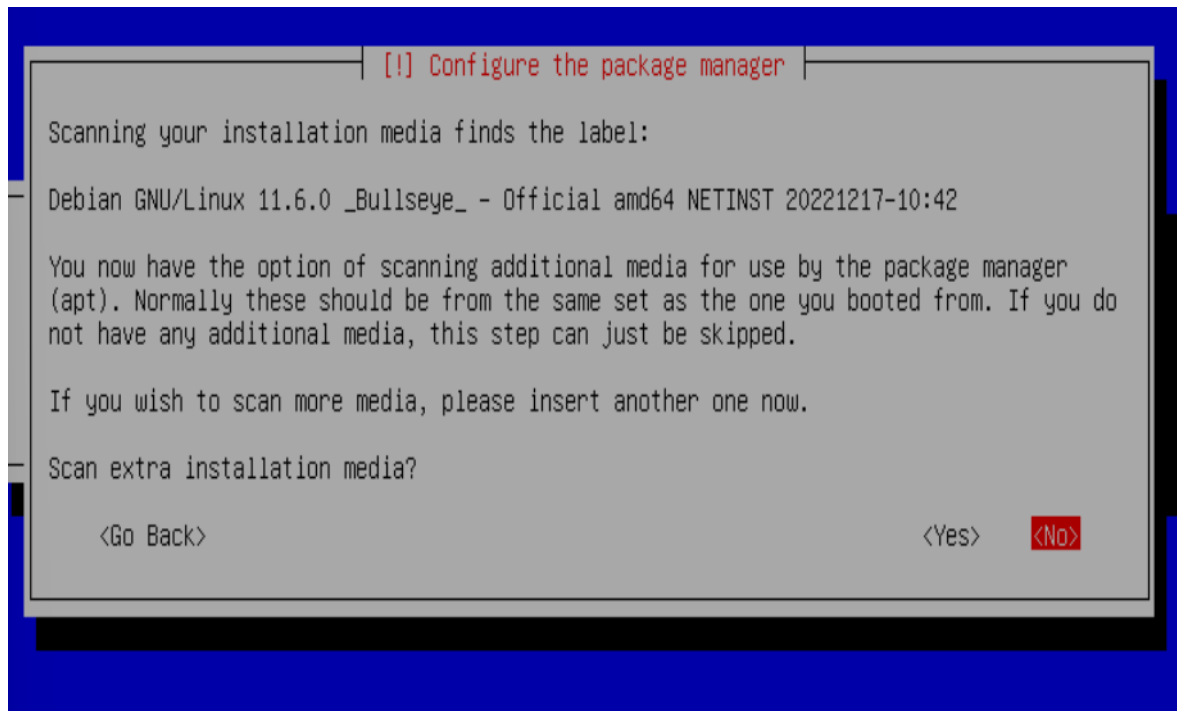 [!] Configure the package manager
Scanning your installation media finds the label:
Debian GNU/Linux 11.6.0 _Bullseye_ - Official amd64 NETINST 20221217-10:42
You now have the option of scanning additional media for use by the package manager
(apt). Normally these should be from the same set as the one you booted from. If you do
not have any additional media, this step can just be skipped.
If you wish to scan more media, please insert another one now.
Scan extra installation media?
<Go Back> <Yes> <No>